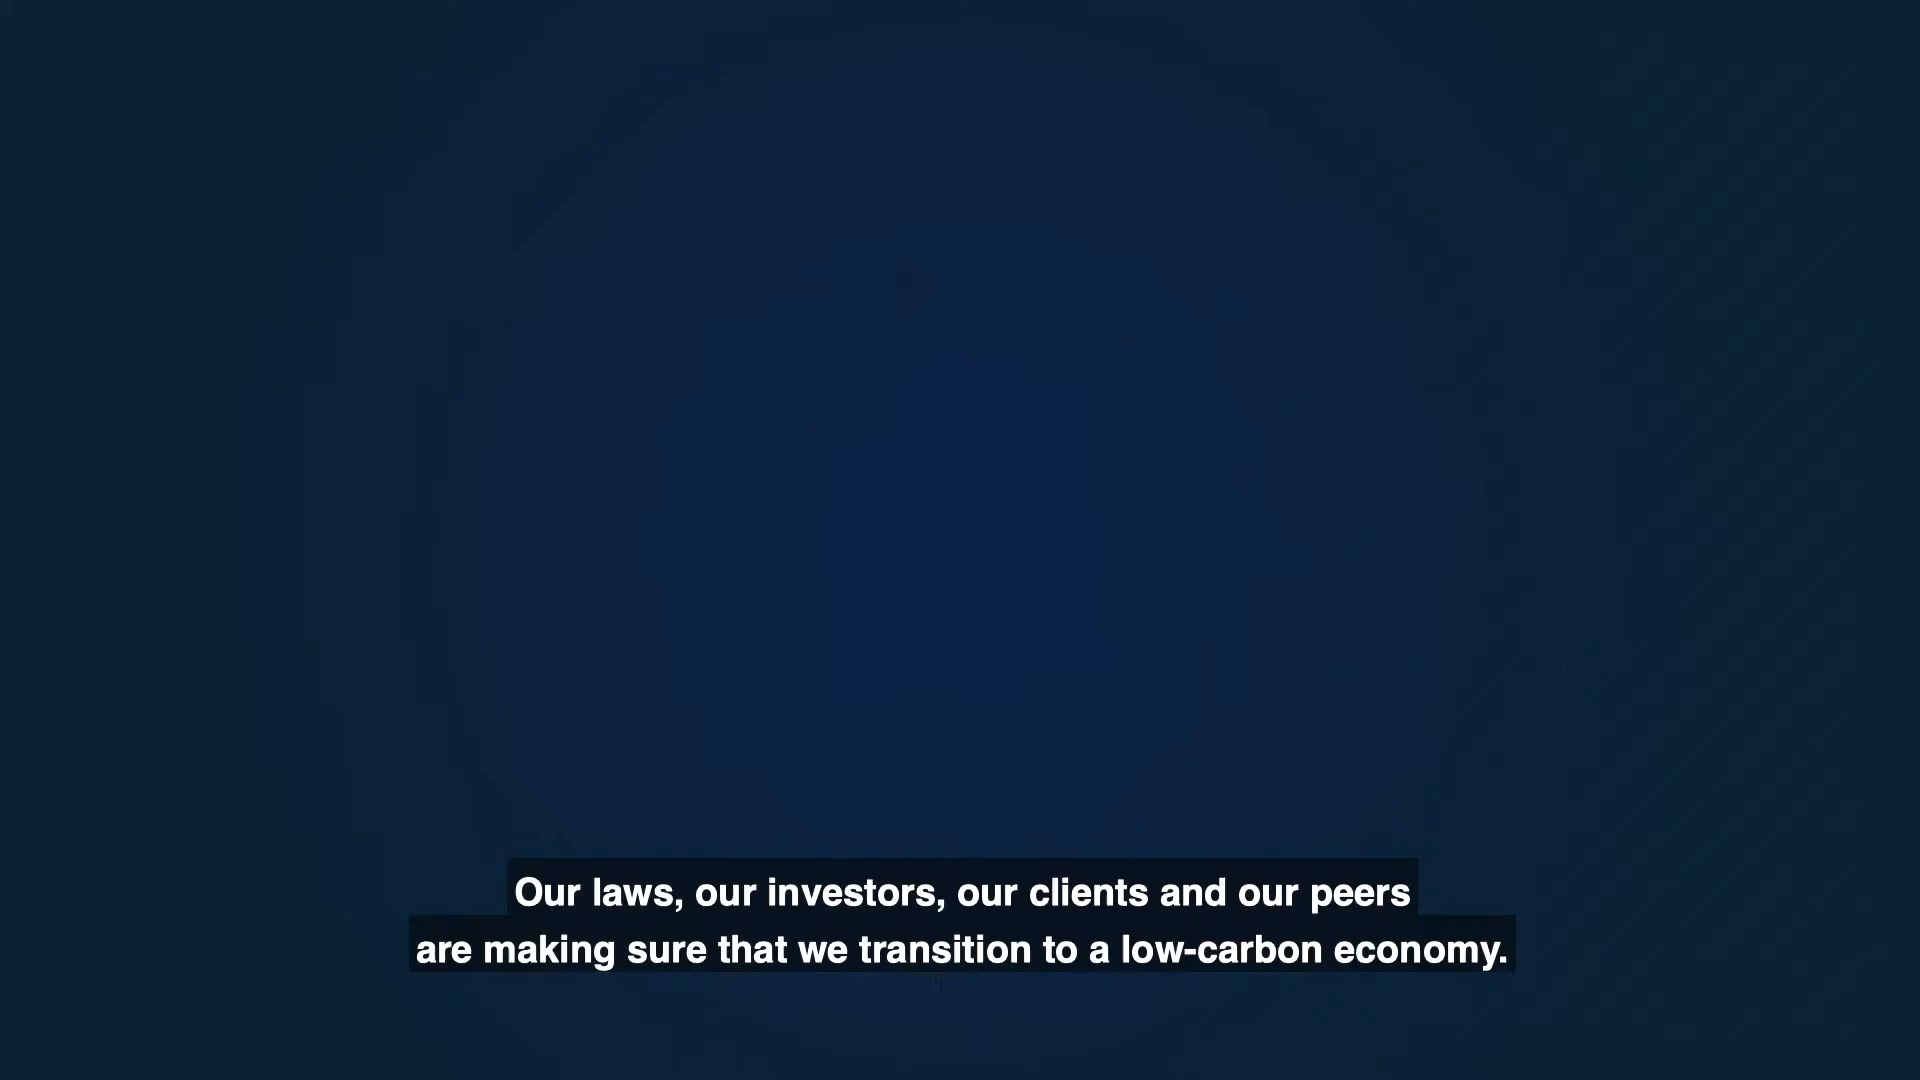 Our laws, our investors, our clients and our peers
are making sure that we transition to a low-carbon economy.